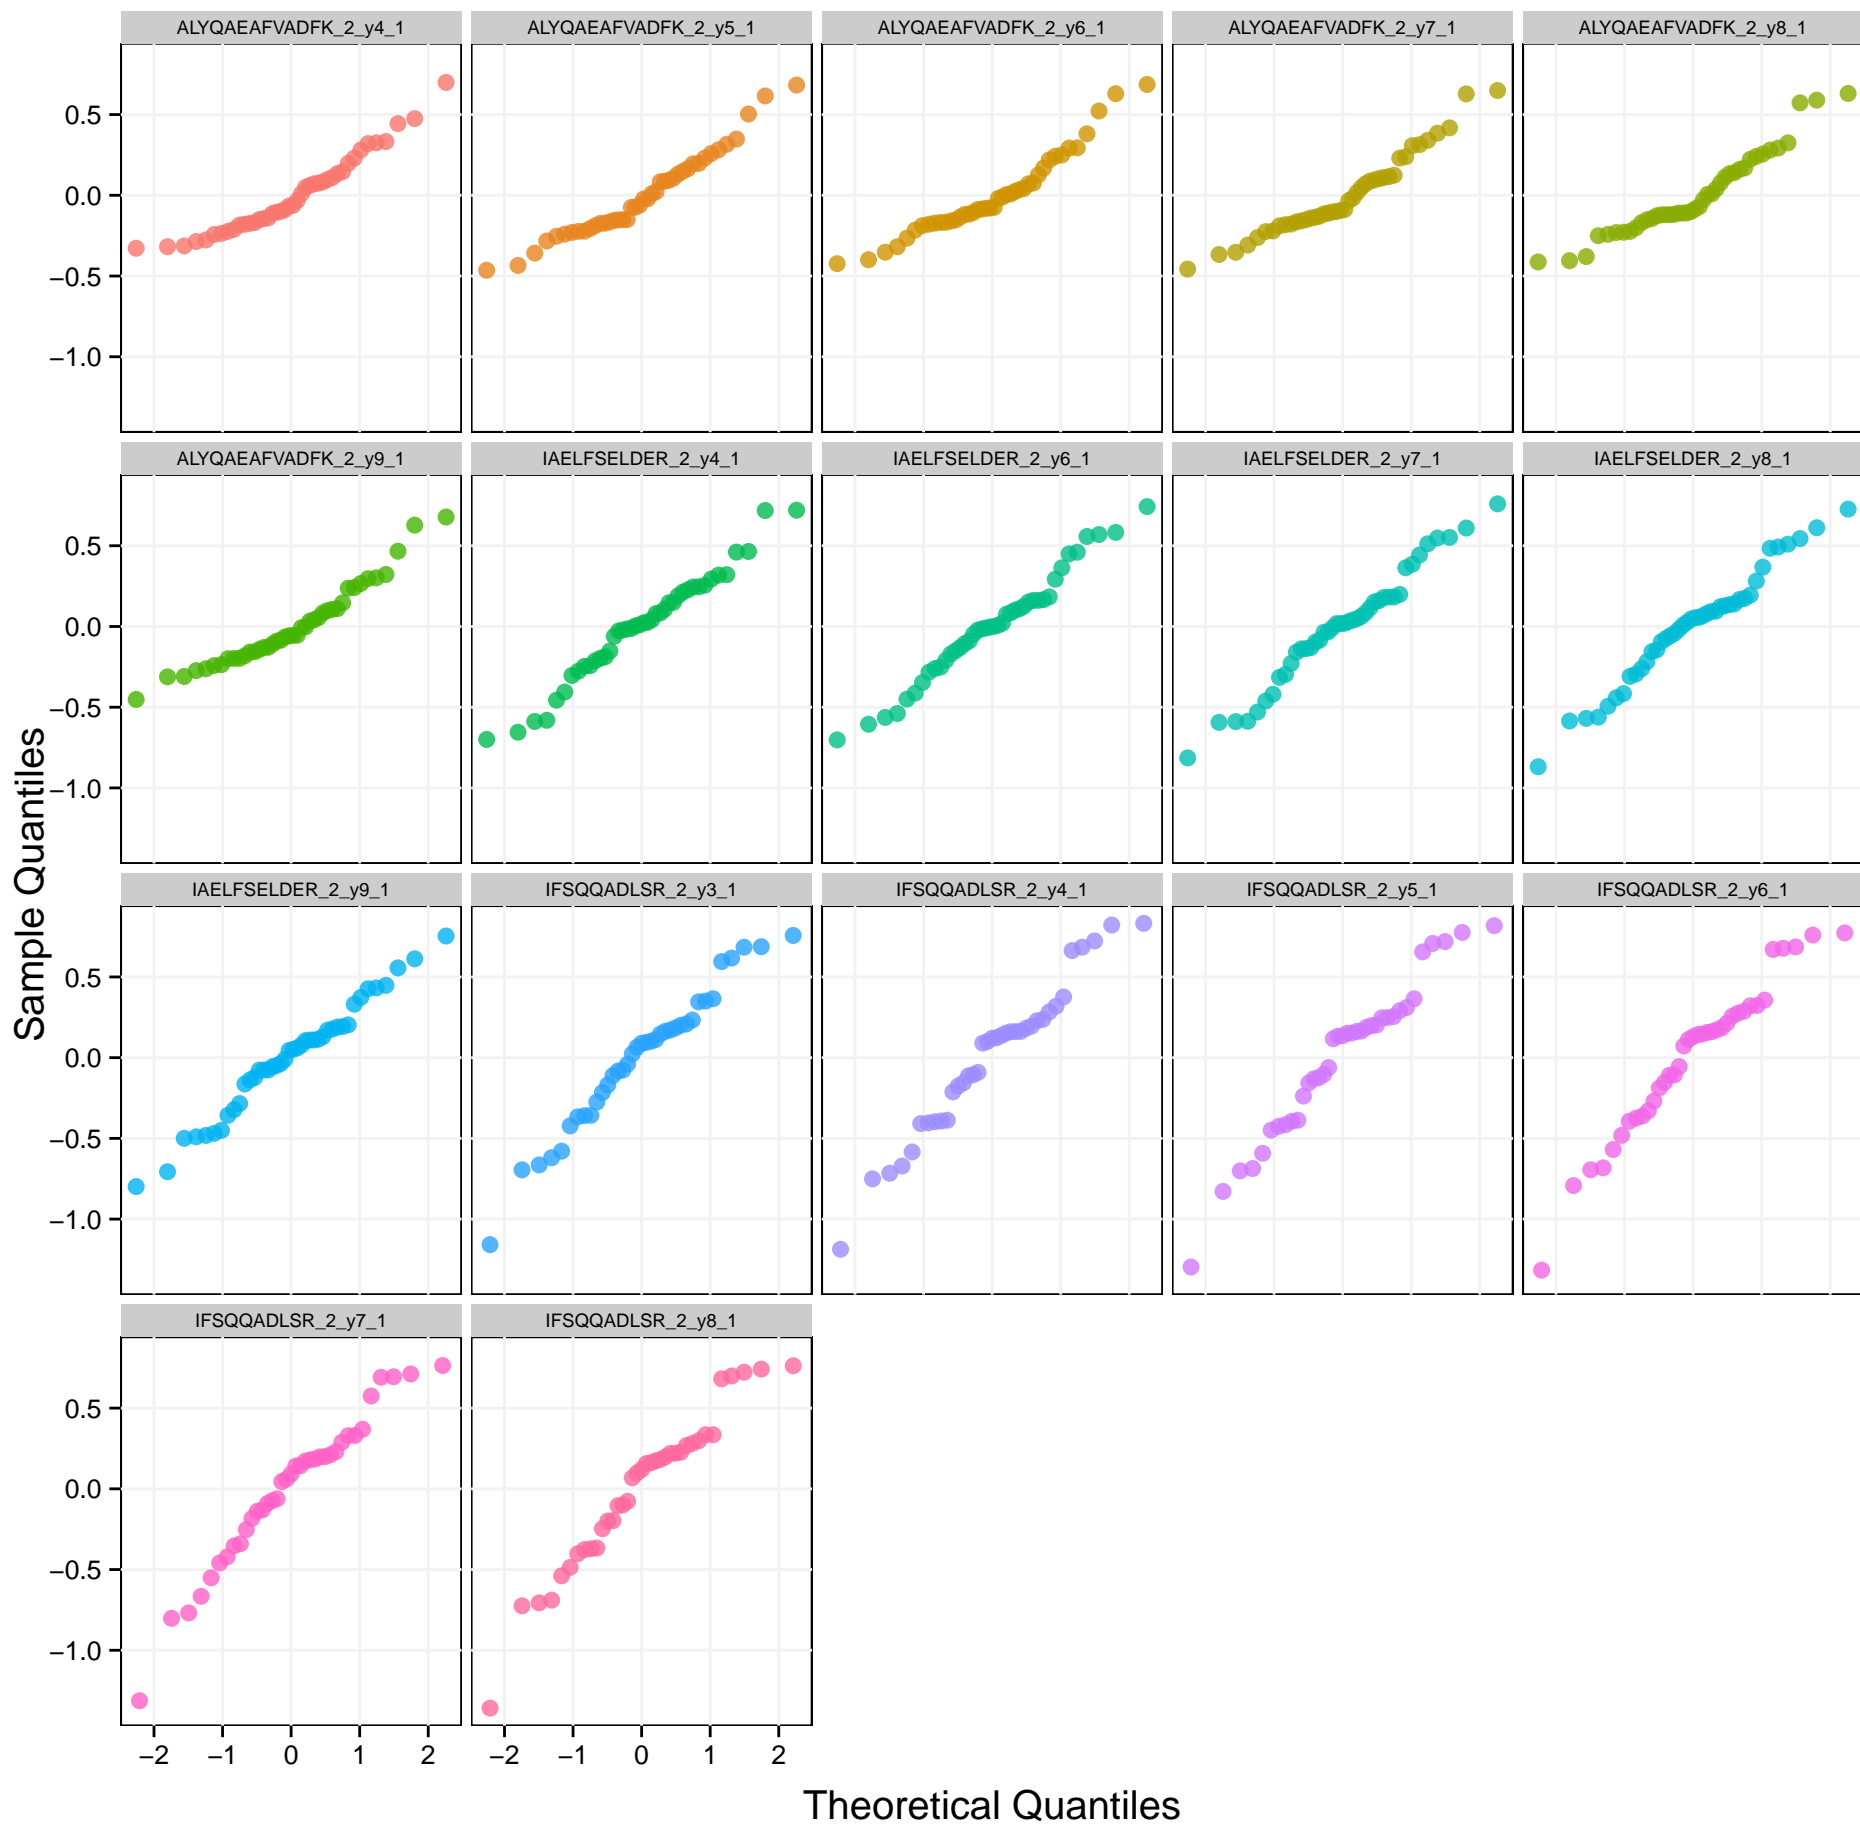 ALYQAEAFVADFK_2_y4_1 ALYQAEAFVADFK_2_y5_1 ALYQAEAFVADFK_2_y6_1 ALYQAEAFVADFK_2_y7_1 ALYQAEAFVADFK_2_y8_1
0.5
0.0
−0.5
−1.0
ALYQAEAFVADFK_2_y9_1 IAELFSELDER_2_y4_1 IAELFSELDER_2_y6_1 IAELFSELDER_2_y7_1 IAELFSELDER_2_y8_1
0.5
0.0
−0.5
−1.0
Sample Quantiles
IAELFSELDER_2_y9_1 IFSQQADLSR_2_y3_1 IFSQQADLSR_2_y4_1 IFSQQADLSR_2_y5_1 IFSQQADLSR_2_y6_1
0.5
0.0
−0.5
−1.0
IFSQQADLSR_2_y7_1 IFSQQADLSR_2_y8_1
0.5
0.0
−0.5
−1.0
−2 −1 0 1 2 −2 −1 0 1 2
Theoretical Quantiles